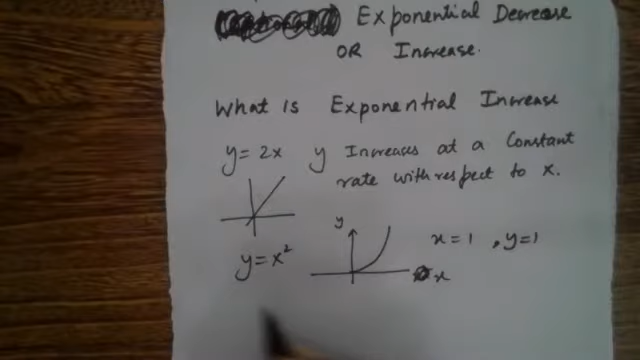 Exponential Decrease
OR Increase.
What Is Exponential Increase
y = 2x y Increases at a Constant
rate with respect to x.
y
x = 1 , y = 1
y = x²
x